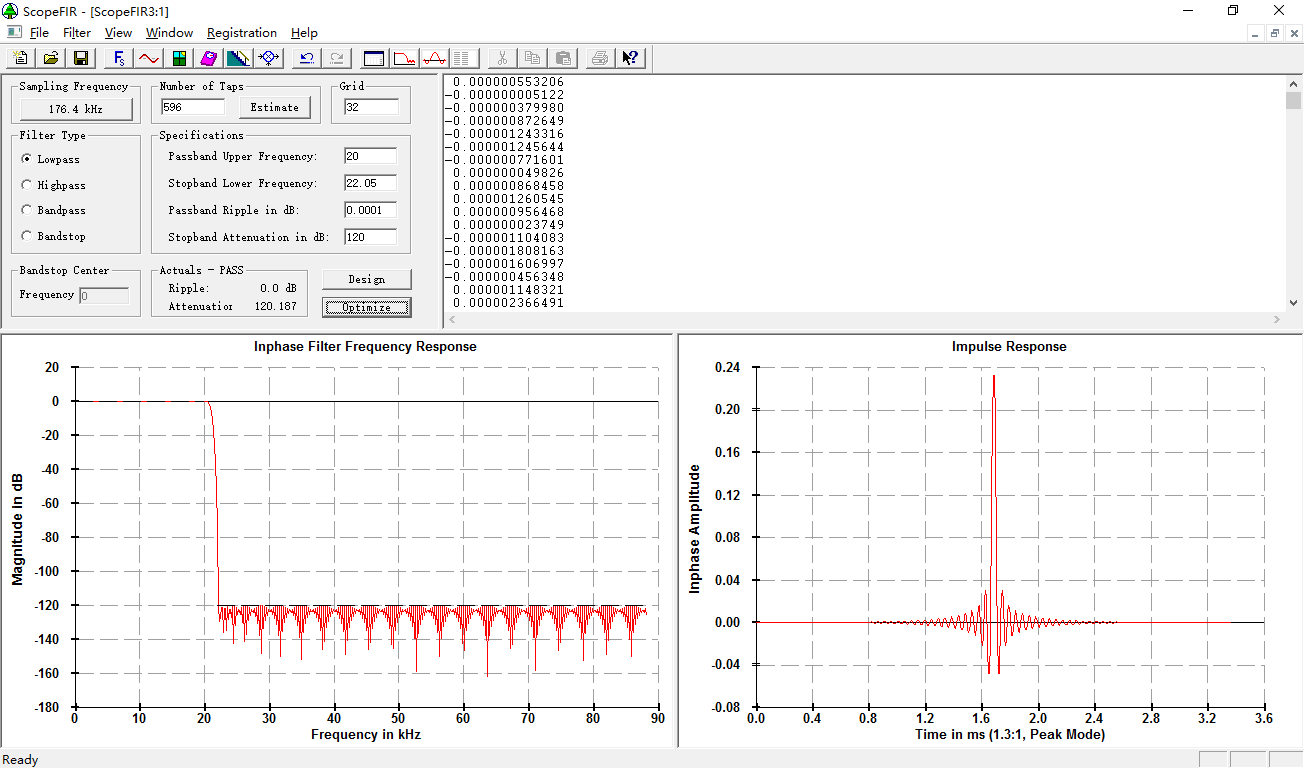 ScopeFIR - [ScopeFIR3:1]
File Filter View Window Registration Help
Fs
Sampling Frequency
176.4 kHz
Number of Taps
596 Estimate
Grid
32
Filter Type
Lowpass
Highpass
Bandpass
Bandstop
Specifications
Passband Upper Frequency: 20
Stopband Lower Frequency: 22.05
Passband Ripple in dB: 0.0001
Stopband Attenuation in dB: 120
Bandstop Center
Frequency 0
Actuals - PASS
Ripple: 0.0 dB
Attenuation 120.187
Design
Optimize
0.000000553206
-0.000000005122
-0.000000379980
-0.000000872649
-0.000001243316
-0.000001245644
-0.000000771601
0.000000049826
0.000000868458
0.000001260545
0.000000956468
0.000000023749
-0.000001104083
-0.000001808163
-0.000001606997
-0.000000456348
0.000001148321
0.000002366491
Inphase Filter Frequency Response
Magnitude in dB
20
0
-20
-40
-60
-80
-100
-120
-140
-160
-180
0 10 20 30 40 50 60 70 80 90
Frequency in kHz
Impulse Response
Inphase Amplitude
0.24
0.20
0.16
0.12
0.08
0.04
0.00
-0.04
-0.08
0.0 0.4 0.8 1.2 1.6 2.0 2.4 2.8 3.2 3.6
Time in ms (1.3:1, Peak Mode)
Ready